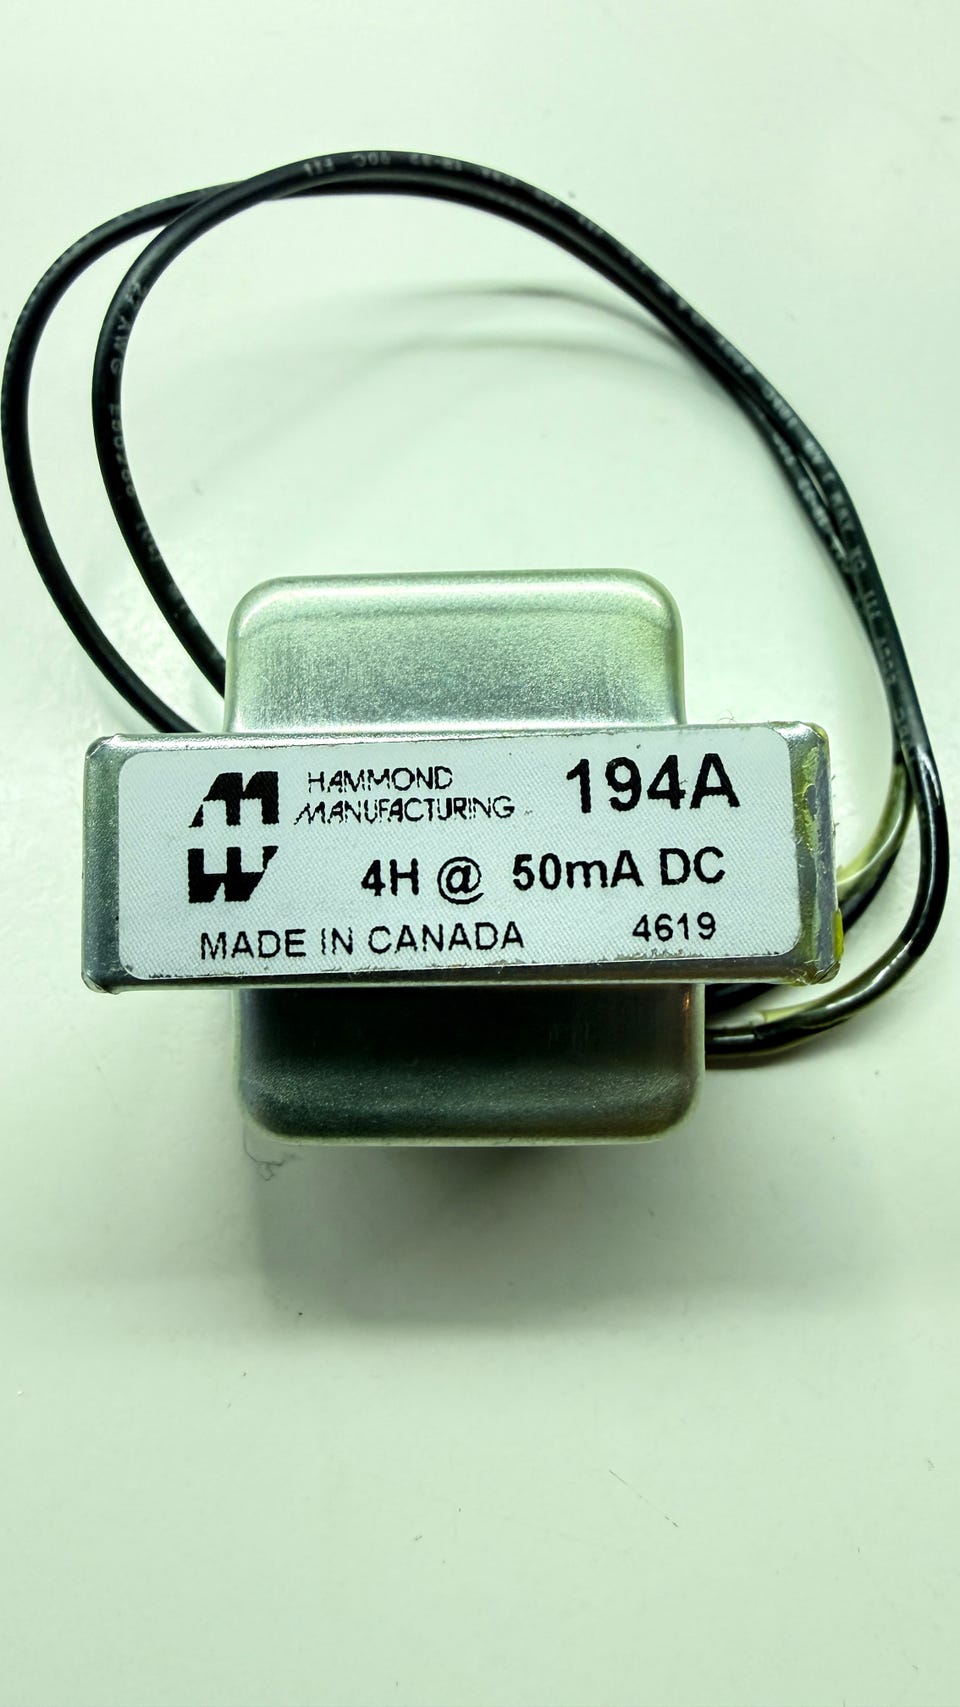 HAMMOND
MANUFACTURING
194A
4H @ 50mA DC
MADE IN CANADA 4619